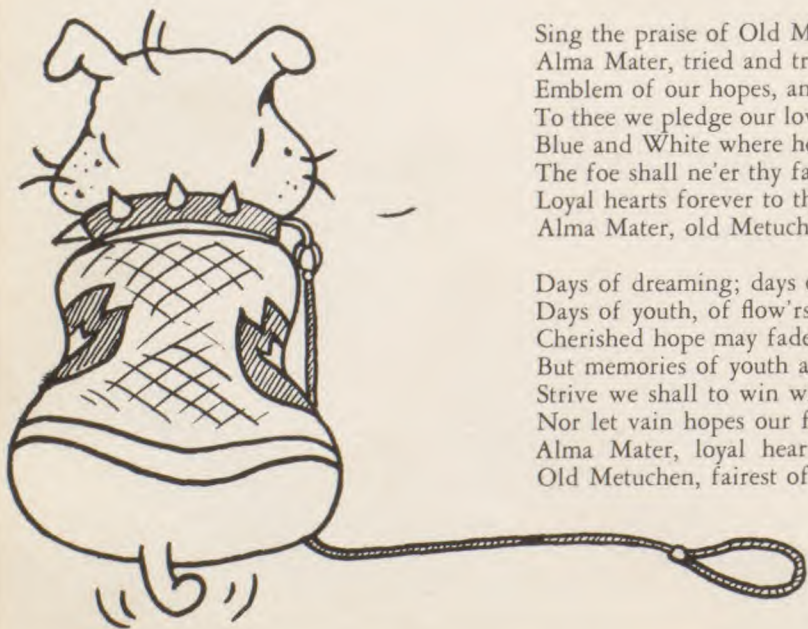 Sing the praise of Old
Alma Mater, tried and
Emblem of our hopes,
To thee we pledge our
Blue and White where
The foe shall ne'er thy
Loyal hearts forever to
Alma Mater, old
Days of dreaming; days
Days of youth, of flow'rs
Cherished hope may fade
But memories of youth
Strive we shall to win
Nor let vain hopes our
Alma Mater, loyal
Old Metuchen, fairest of